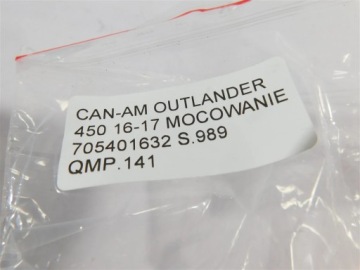 CAN-AM OUTLANDER
450 16-17 MOCOWANIE
705401632 S.989
QMP.141